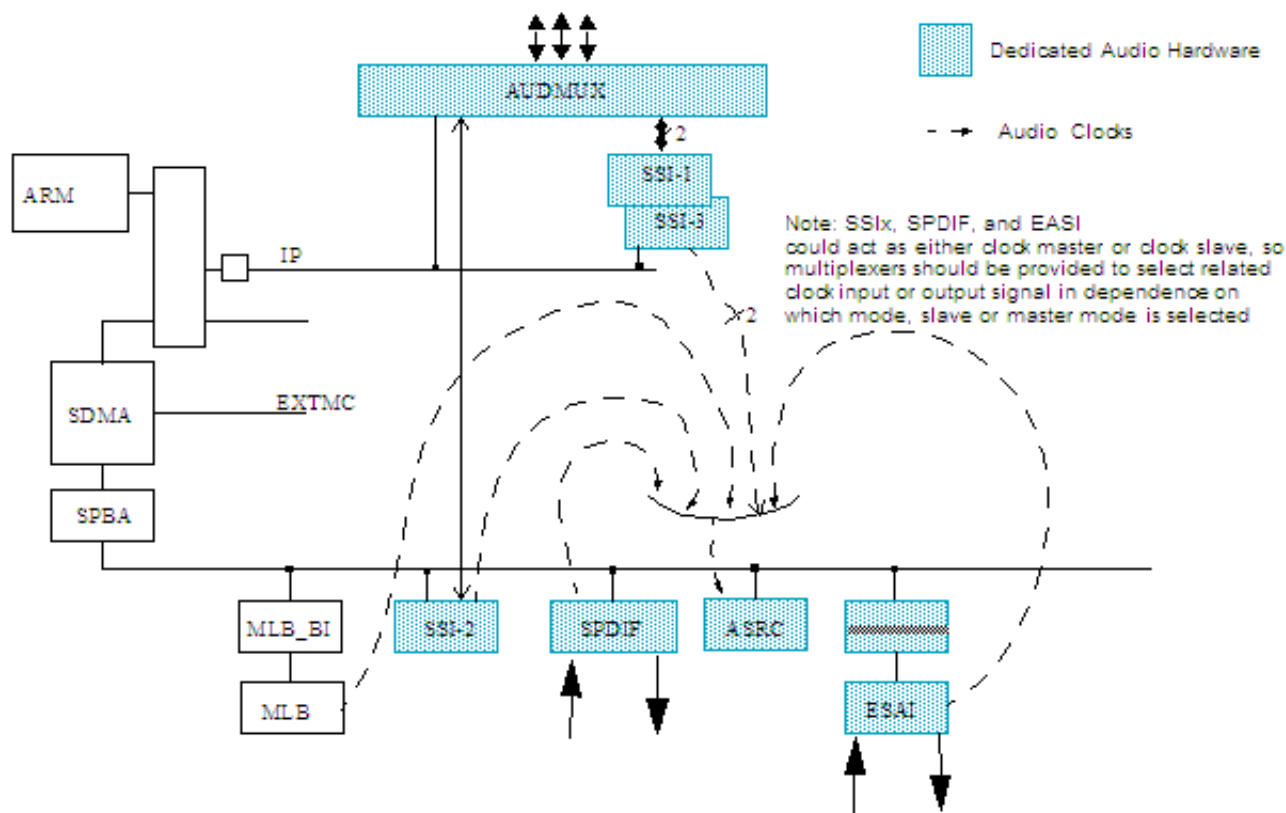 Dedicated Audio Hardware
AUDMUX
Audio Clocks
2
ARM
SSI-1
SSI-3
Note: SSIx, SPDIF, and EASI
could act as either clock master or clock slave, so
multiplexers should be provided to select related
clock input or output signal in dependence on
which mode, slave or master mode is selected
IP
2
SDMA
EXTMC
SPBA
MLB_BI
SSI-2
SPDIF
ASRC
MLB
ESAI